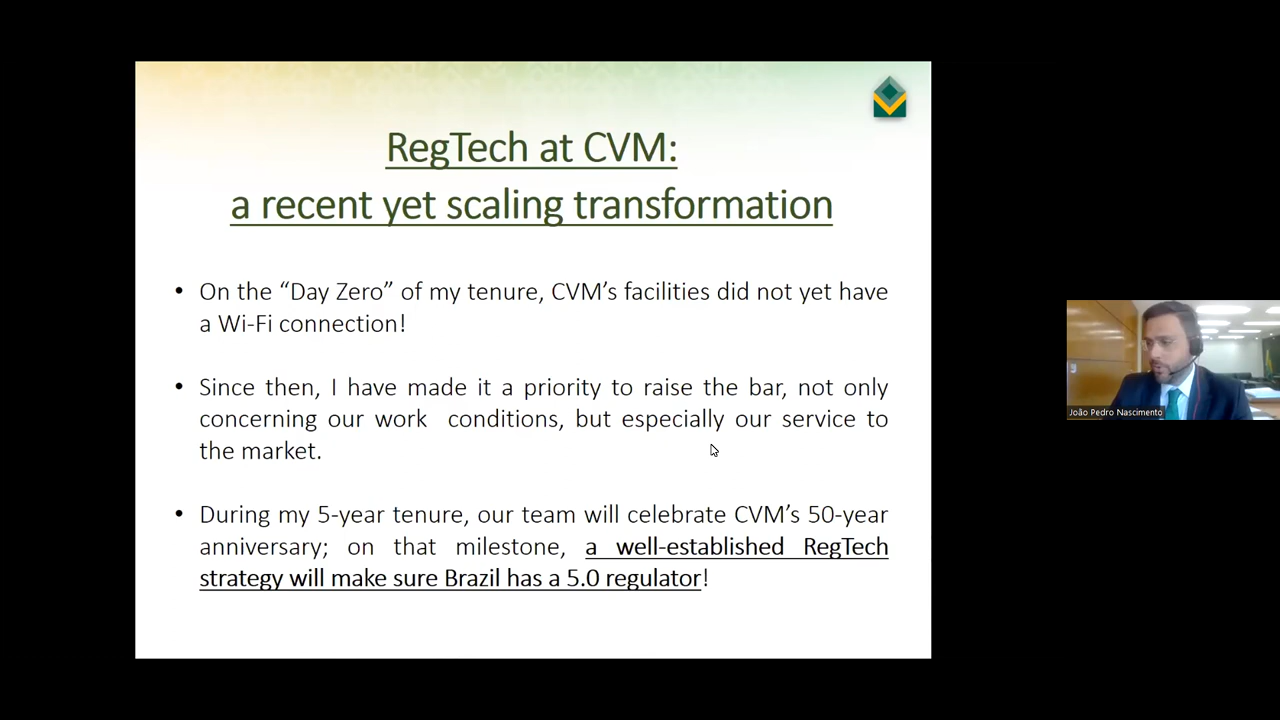 RegTech at CVM:
a recent yet scaling transformation
• On the “Day Zero” of my tenure, CVM’s facilities did not yet have
a Wi-Fi connection!
• Since then, I have made it a priority to raise the bar, not only
concerning our work conditions, but especially our service to
the market.
• During my 5-year tenure, our team will celebrate CVM’s 50-year
anniversary; on that milestone, a well-established RegTech
strategy will make sure Brazil has a 5.0 regulator!
João Pedro Nascimento